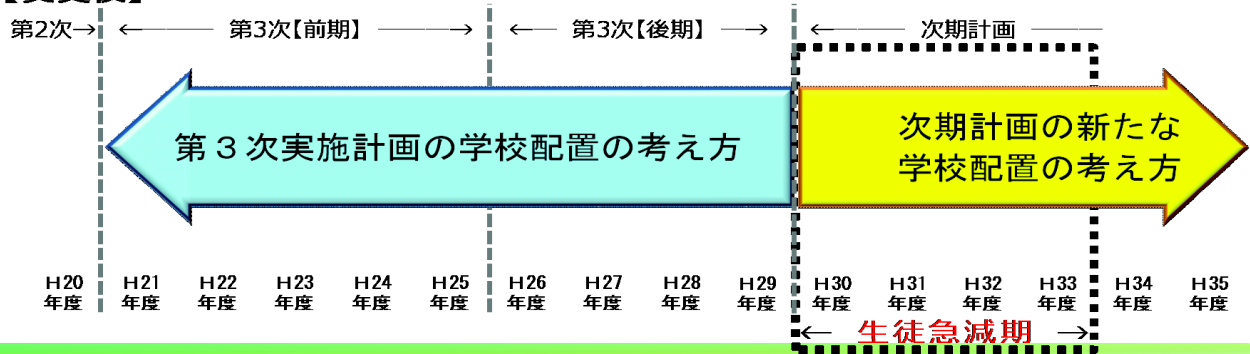 第2次→ ←―― 第3次【前期】 ――→ ←― 第3次【後期】 ―→ ←―― 次期計画 ――
第３次実施計画の学校配置の考え方
次期計画の新たな
学校配置の考え方
H20 H21 H22 H23 H24 H25 H26 H27 H28 H29 H30 H31 H32 H33 H34 H35
年度 年度 年度 年度 年度 年度 年度 年度 年度 年度 年度 年度 年度 年度 年度 年度
← 生徒急減期 →